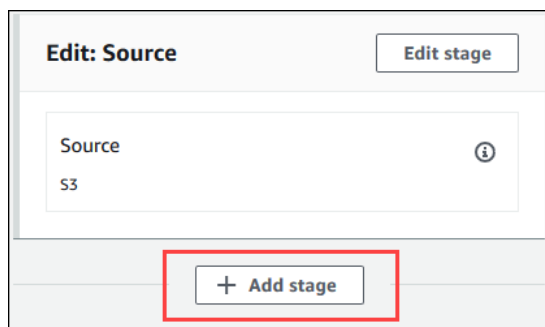 Edit: Source
Edit stage
Source
S3
+ Add stage